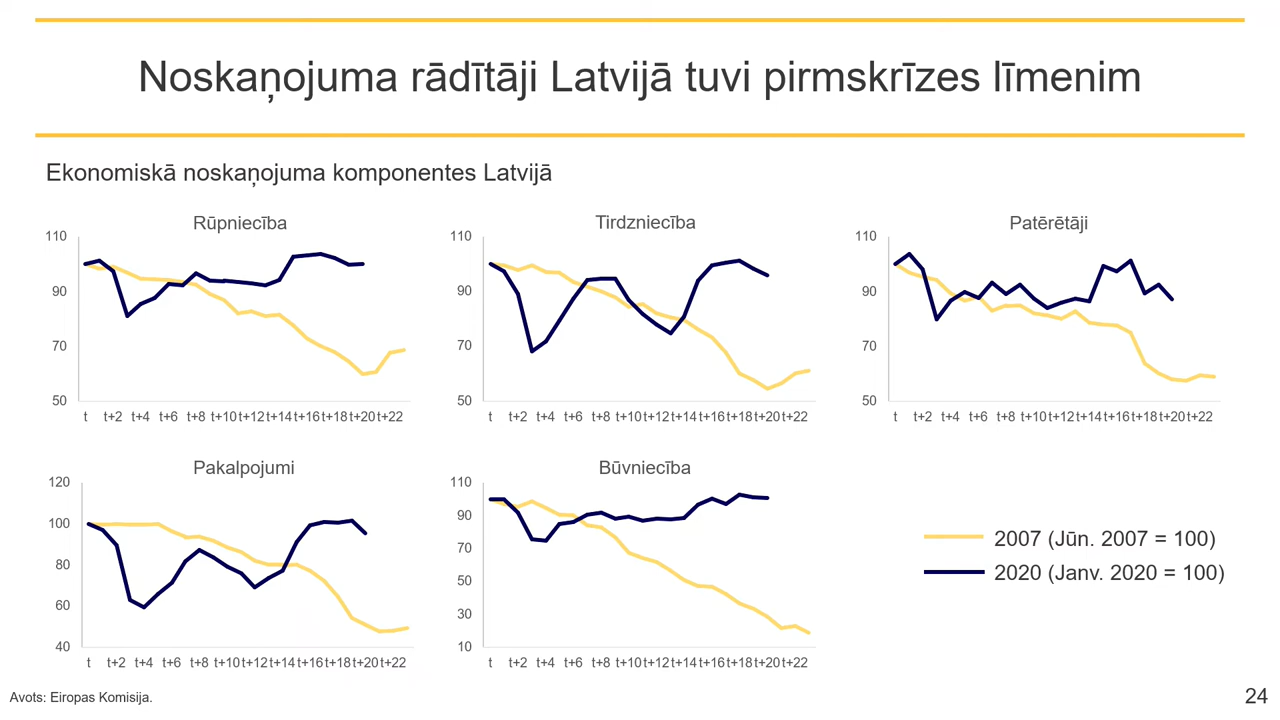 Noskaņojuma rādītāji Latvijā tuvi pirmskrīzes līmenim
Ekonomiskā noskaņojuma komponentes Latvijā
Rūpniecība
110
90
70
50
t t+2 t+4 t+6 t+8 t+10 t+12 t+14 t+16 t+18 t+20 t+22
Tirdzniecība
110
90
70
50
t t+2 t+4 t+6 t+8 t+10 t+12 t+14 t+16 t+18 t+20 t+22
Patērētāji
110
90
70
50
t t+2 t+4 t+6 t+8 t+10 t+12 t+14 t+16 t+18 t+20 t+22
Pakalpojumi
120
100
80
60
40
t t+2 t+4 t+6 t+8 t+10 t+12 t+14 t+16 t+18 t+20 t+22
Būvniecība
110
90
70
50
30
10
t t+2 t+4 t+6 t+8 t+10 t+12 t+14 t+16 t+18 t+20 t+22
2007 (Jūn. 2007 = 100)
2020 (Janv. 2020 = 100)
Avots: Eiropas Komisija.
24